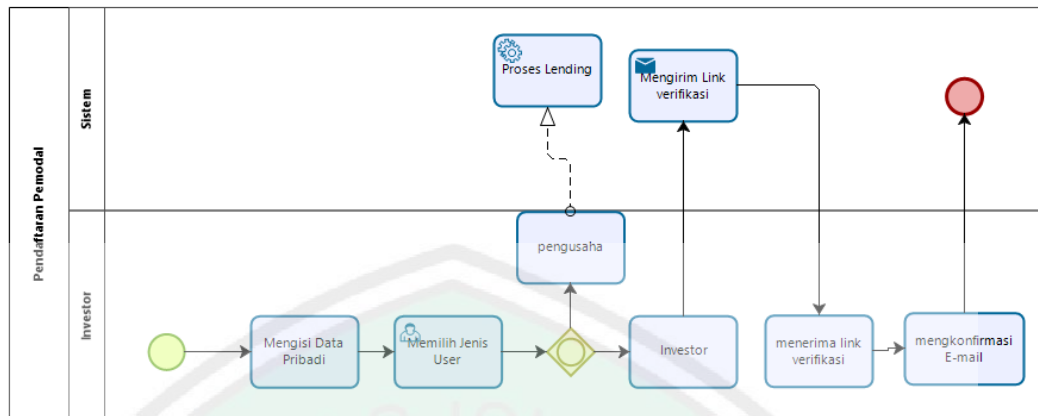 Pendaftaran Pemodal
Sistem
Proses Lending
Mengirim Link
verifikasi
Investor
pengusaha
Mengisi Data
Pribadi
Memilih Jenis
User
Investor
menerima link
verifikasi
mengkonfirmasi
E-mail